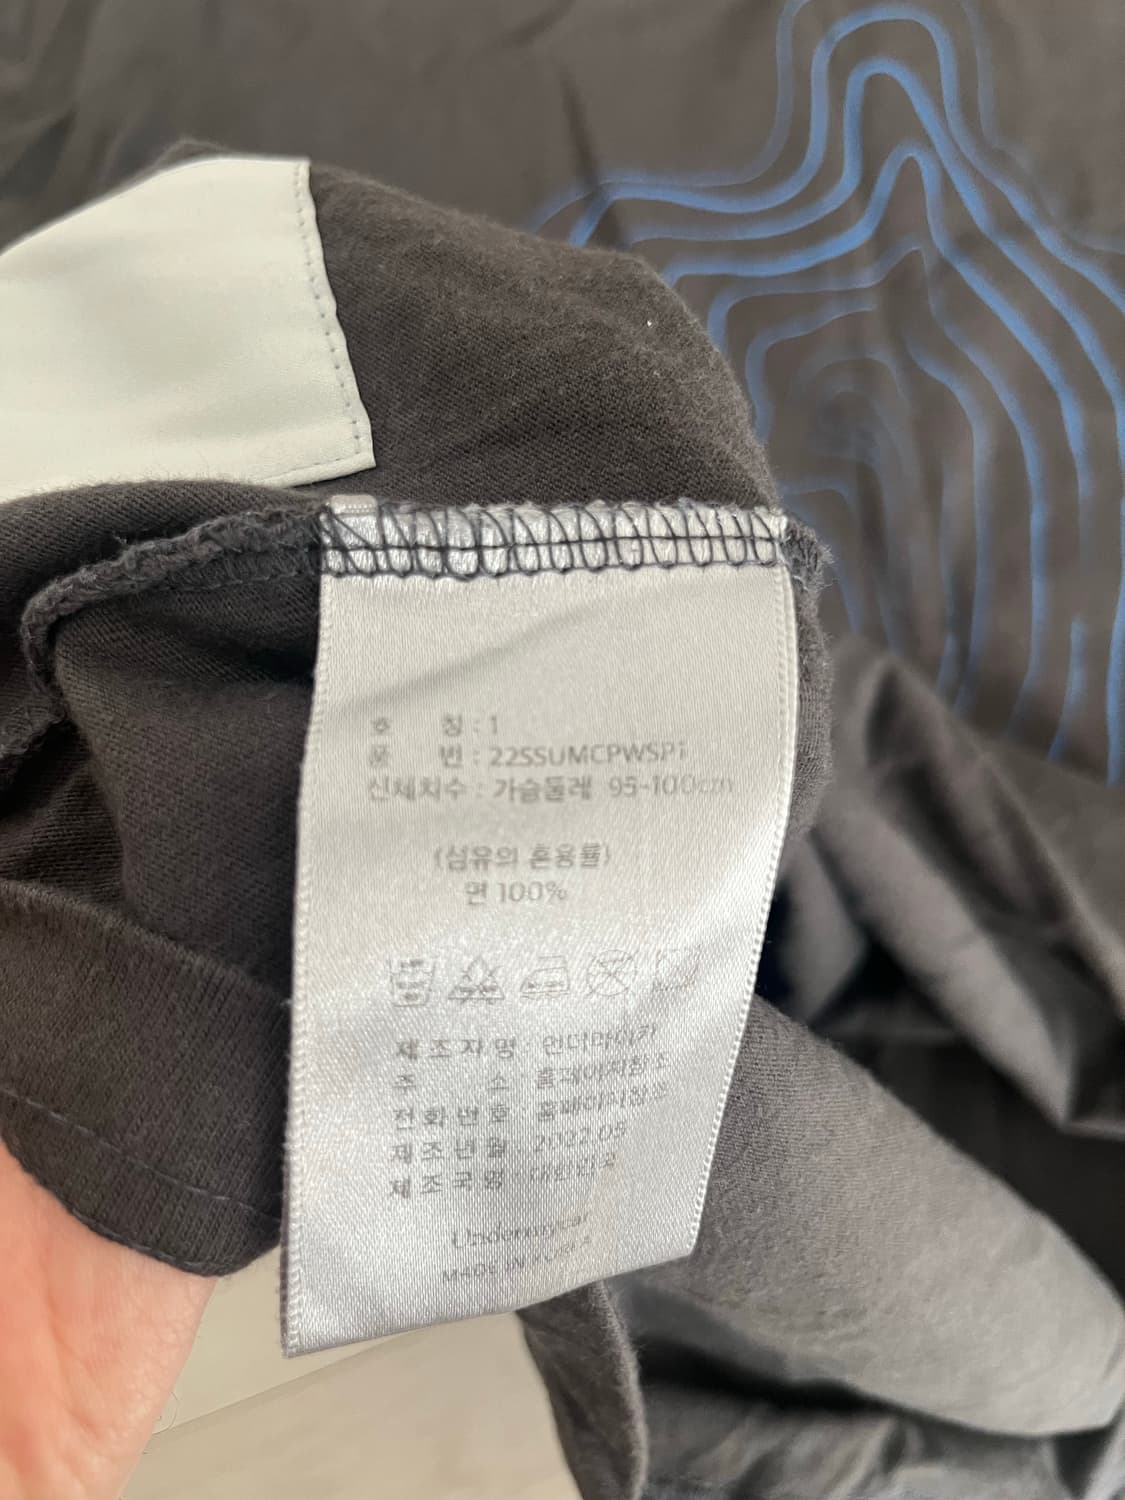 호 칭 : 1
품 번 : 22SSUMCPWSP1
신체치수 : 가슴둘레 95-100cm
(섬유의 혼용률)
면 100%
제조자명 : 언더마이카
주 소 : 홈페이지참조
전화번호 : 홈페이지참조
제조년월 : 2022.05
제조국명 : 대한민국
Undermycar
MADE IN KOREA